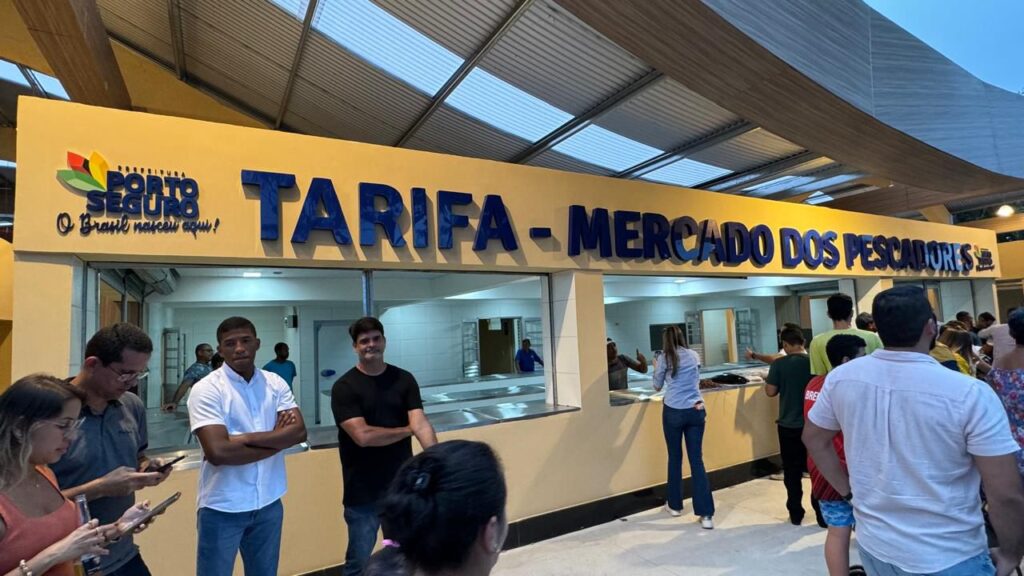 PREFEITURA
PORTO
SEGURO
O Brasil nasceu aqui!
TARIFA - MERCADO DOS PESCADORES